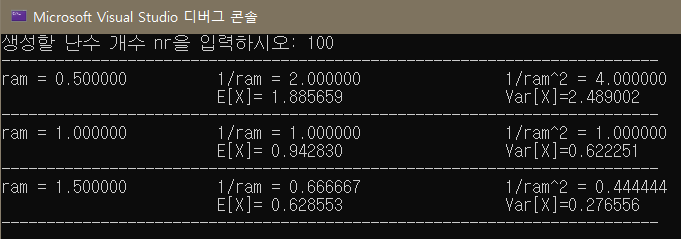 Microsoft Visual Studio 디버그 콘솔
생성할 난수 개수 nr을 입력하시오: 100
-------------------------------------------------------------------------
ram = 0.500000 1/ram = 2.000000 1/ram^2 = 4.000000
E[X]= 1.885659 Var[X]=2.489002
-------------------------------------------------------------------------
ram = 1.000000 1/ram = 1.000000 1/ram^2 = 1.000000
E[X]= 0.942830 Var[X]=0.622251
-------------------------------------------------------------------------
ram = 1.500000 1/ram = 0.666667 1/ram^2 = 0.444444
E[X]= 0.628553 Var[X]=0.276556
-------------------------------------------------------------------------